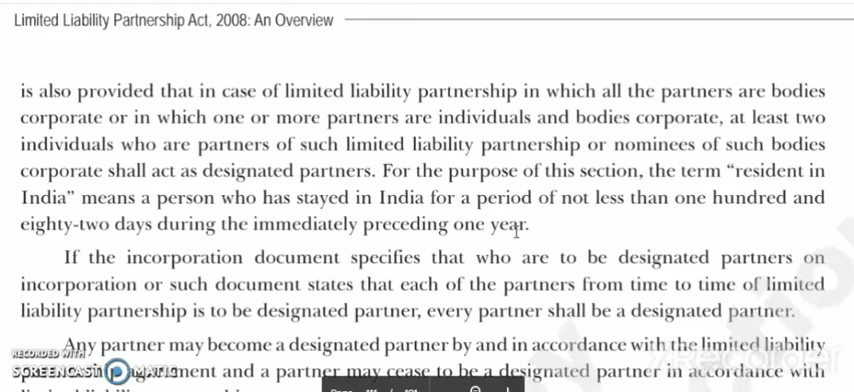 Limited Liability Partnership Act, 2008: An Overview
is also provided that in case of limited liability partnership in which all the partners are bodies
corporate or in which one or more partners are individuals and bodies corporate, at least two
individuals who are partners of such limited liability partnership or nominees of such bodies
corporate shall act as designated partners. For the purpose of this section, the term “resident in
India” means a person who has stayed in India for a period of not less than one hundred and
eighty-two days during the immediately preceding one year.
If the incorporation document specifies that who are to be designated partners on
incorporation or such document states that each of the partners from time to time of limited
liability partnership is to be designated partner, every partner shall be a designated partner.
Any partner may become a designated partner by and in accordance with the limited liability
and a partner may cease to be a designated partner in accordance with
RECORDED WITH
SCREENCAST MATIC
XRecorder